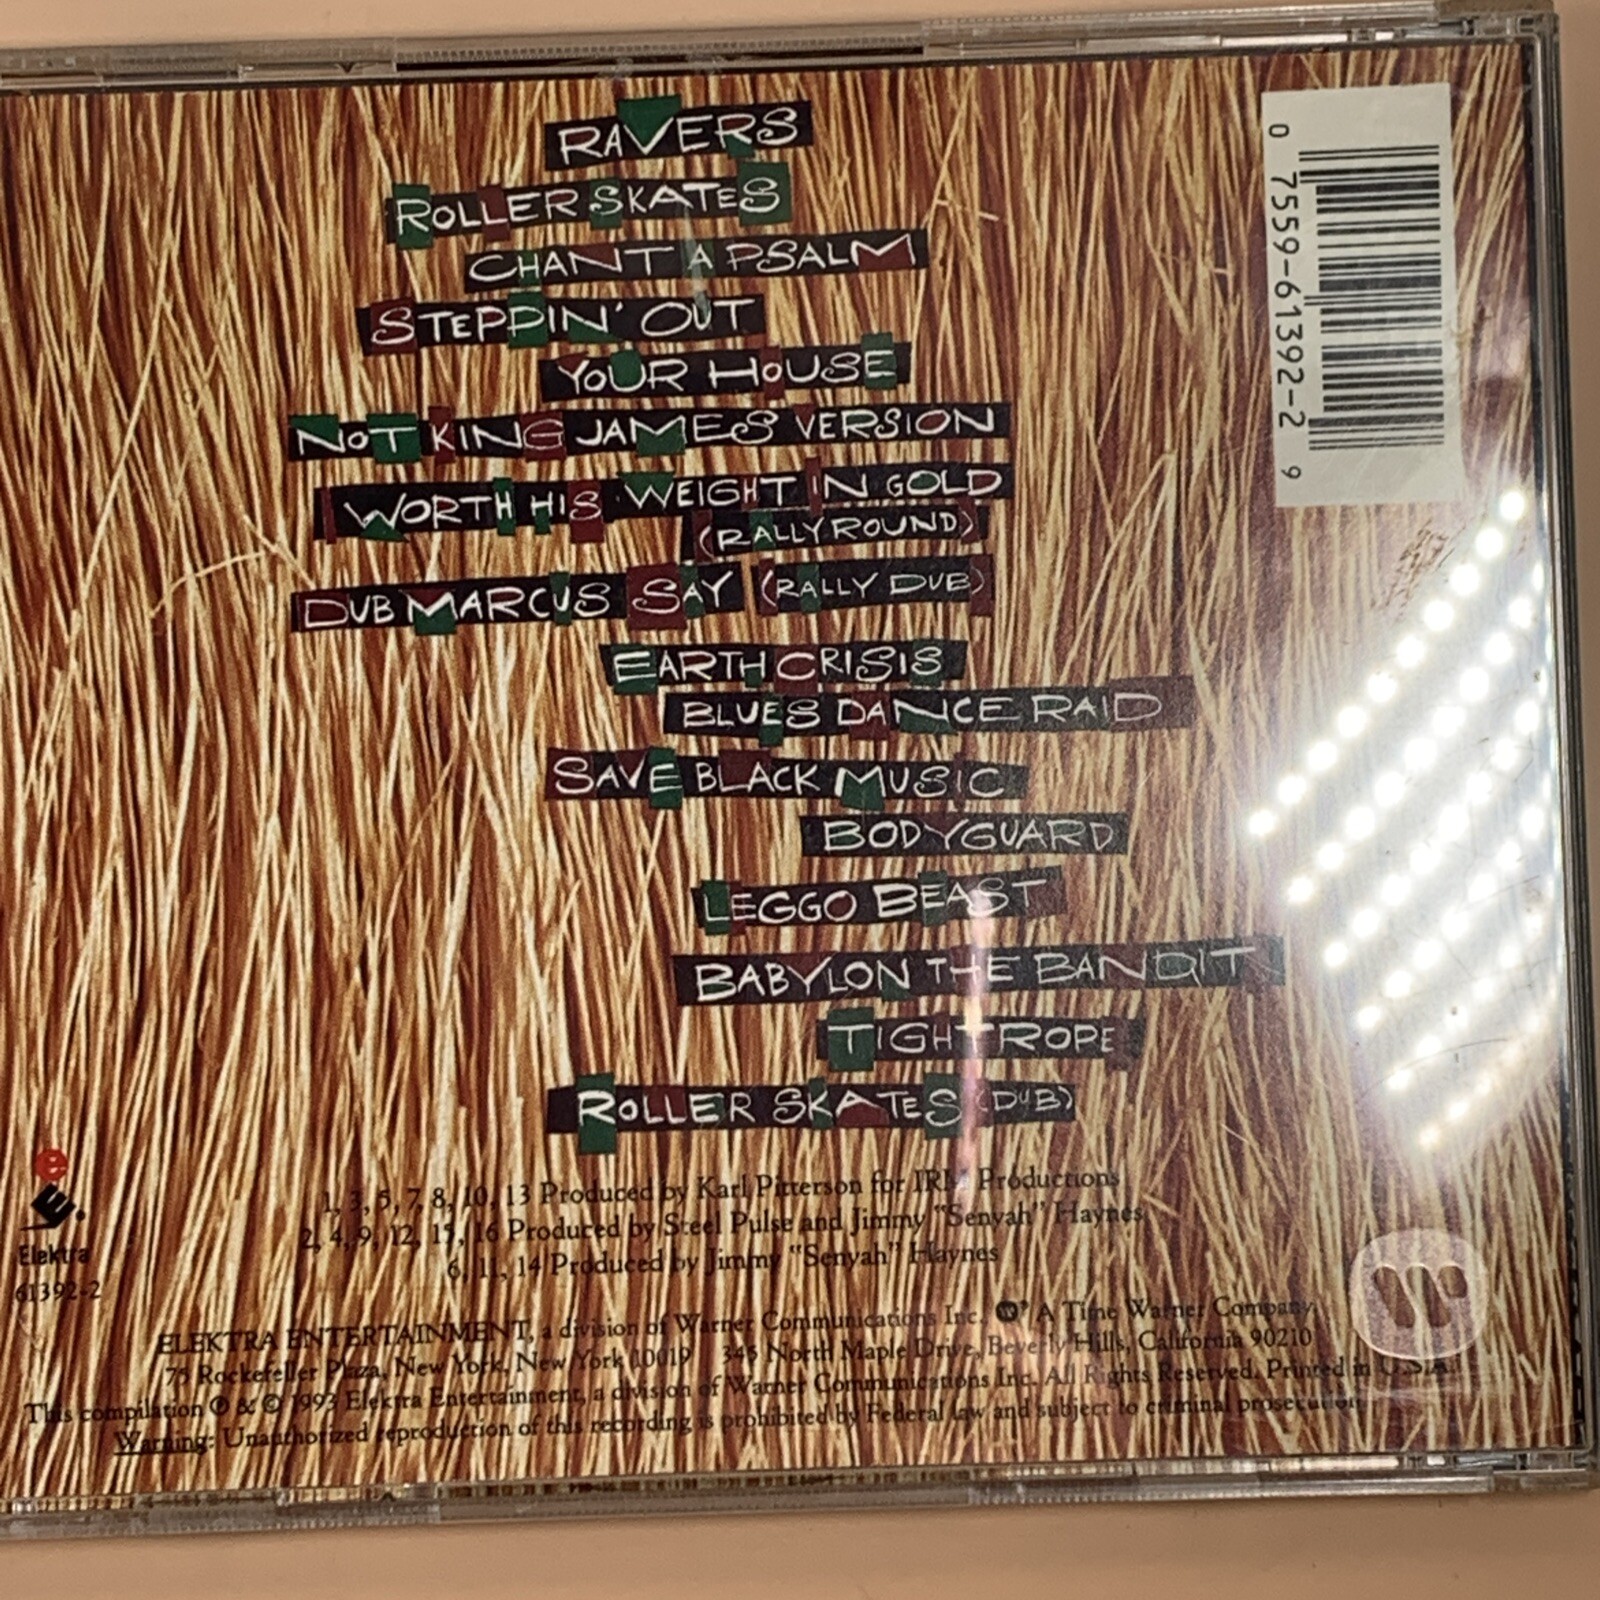 RAVERS
ROLLER SKATES
CHANT A PSALM
STEPPIN' OUT
YOUR HOUSE
NOT KING JAMES VERSION
WORTH HIS WEIGHT IN GOLD
(RALLY ROUND)
DUB MARCUS SAY (RALLY DUB)
EARTH CRISIS
BLUES DANCE RAID
SAVE BLACK MUSIC
BODYGUARD
LEGGO BEAST
BABYLON THE BANDIT
TIGHTROPE
ROLLER SKATES (DUB)
0 7559-61392-2 9
e
Elektra
61392-2
1, 3, 5, 7, 8, 10, 13 Produced by Karl Pitterson for IRM Productions
2, 4, 9, 12, 15, 16 Produced by Steel Pulse and Jimmy "Senyah" Haynes
6, 11, 14 Produced by Jimmy "Senyah" Haynes
ELEKTRA ENTERTAINMENT, a division of Warner Communications Inc. A Time Warner Company
75 Rockefeller Plaza, New York, New York 10019 345 North Maple Drive, Beverly Hills, California 90210
This compilation ℗ & © 1993 Elektra Entertainment, a division of Warner Communications Inc. All Rights Reserved. Printed in U.S.A.
Warning: Unauthorized reproduction of this recording is prohibited by Federal law and subject to criminal prosecution.